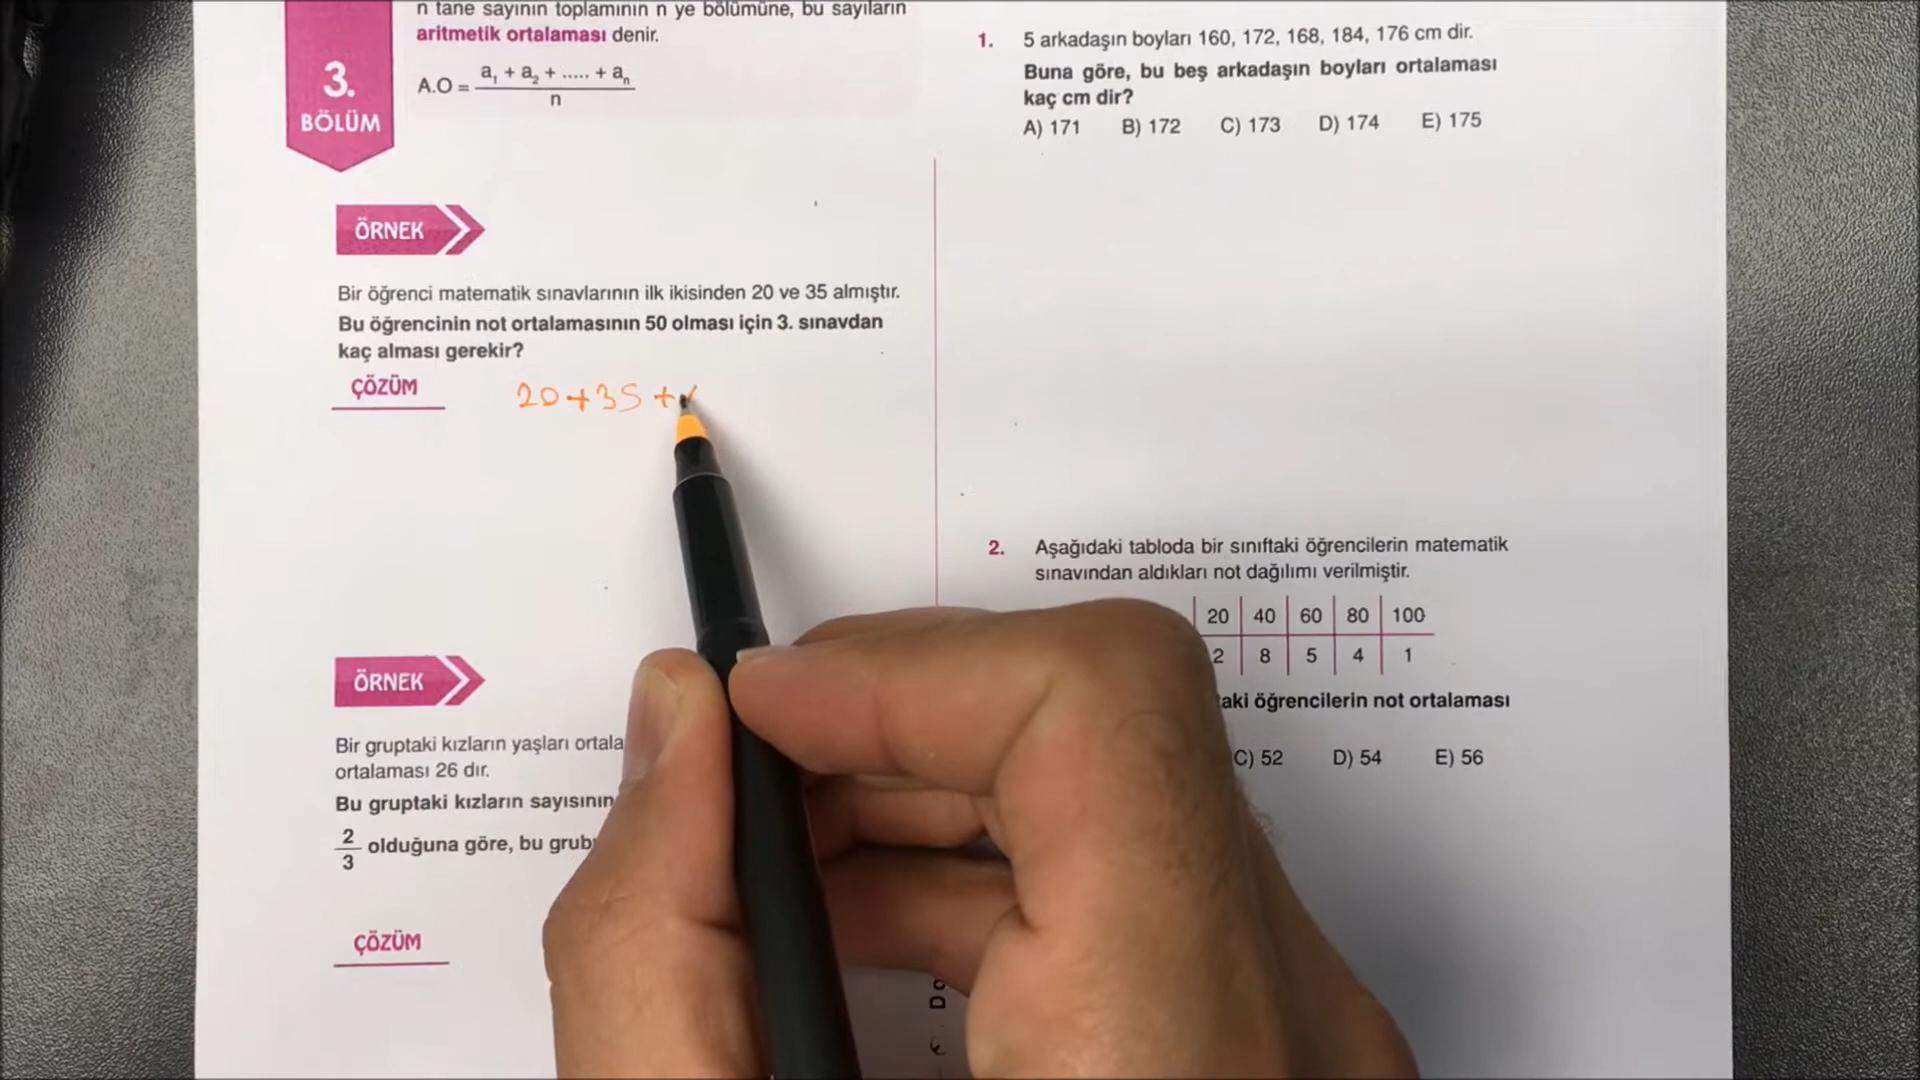 n tane sayının toplamının n ye bölümüne, bu sayıların
aritmetik ortalaması denir.
A.O = a₁ + a₂ + ..... + aₙ / n
3.
BÖLÜM
ÖRNEK
Bir öğrenci matematik sınavlarının ilk ikisinden 20 ve 35 almıştır.
Bu öğrencinin not ortalamasının 50 olması için 3. sınavdan
kaç alması gerekir?
ÇÖZÜM
20+35+
ÖRNEK
Bir gruptaki kızların yaşları
ortalaması 26 dır.
Bu gruptaki kızların sayısının
2/3 olduğuna göre, bu
ÇÖZÜM
1. 5 arkadaşın boyları 160, 172, 168, 184, 176 cm dir.
Buna göre, bu beş arkadaşın boyları ortalaması
kaç cm dir?
A) 171 B) 172 C) 173 D) 174 E) 175
2. Aşağıdaki tabloda bir sınıftaki öğrencilerin matematik
sınavından aldıkları not dağılımı verilmiştir.
20 40 60 80 100
2 8 5 4 1
öğrencilerin not ortalaması
C) 52 D) 54 E) 56